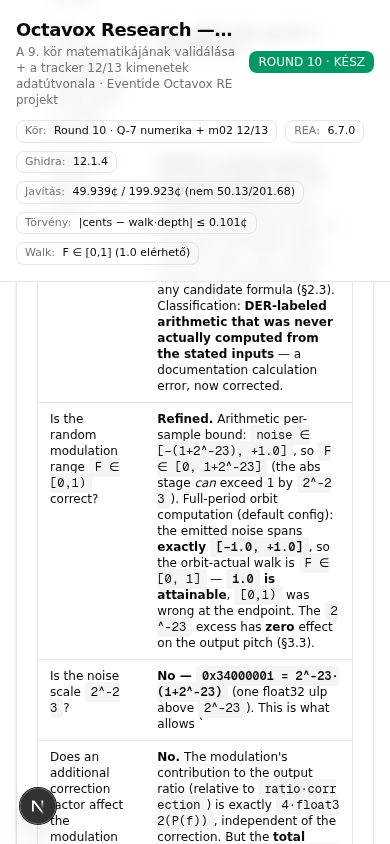 Octavox Research —...
A 9. kör matematikájának validálása
+ a tracker 12/13 kimenetek
adatútvonala · Eventide Octavox RE
projekt
ROUND 10 · KÉSZ
Kör: Round 10 · Q-7 numerika + m02 12/13
REA: 6.7.0
Ghidra: 12.1.4
Javítás: 49.939¢ / 199.923¢ (nem 50.13/201.68)
Törvény: |cents − walk·depth| ≤ 0.101¢
Walk: F ∈ [0,1] (1.0 elérhető)
any candidate formula (§2.3).
Classification: DER-labeled
arithmetic that was never
actually computed from
the stated inputs — a
documentation calculation
error, now corrected.
Is the
random
modulation
range F ∈
[0,1)
correct?
Refined. Arithmetic per-
sample bound: noise ∈
[-(1+2^-23), +1.0] , so F
∈ [0, 1+2^-23] (the abs
stage can exceed 1 by 2^-2
3 ). Full-period orbit
computation (default config):
the emitted noise spans
exactly [-1.0, +1.0] , so
the orbit-actual walk is F ∈
[0, 1] — 1.0 is
attainable, [0,1) was
wrong at the endpoint. The 2
^-23 excess has zero effect
on the output pitch (§3.3).
Is the noise
scale 2^-2
3 ?
No — 0x34000001 = 2^-23·
(1+2^-23) (one float32 ulp
above 2^-23 ). This is what
allows `
Does an
additional
correction
factor affect
the
modulation
No. The modulation's
contribution to the output
ratio (relative to ratio·corr
ection ) is exactly 4·float3
2(P(f)) , independent of the
correction. But the total
N